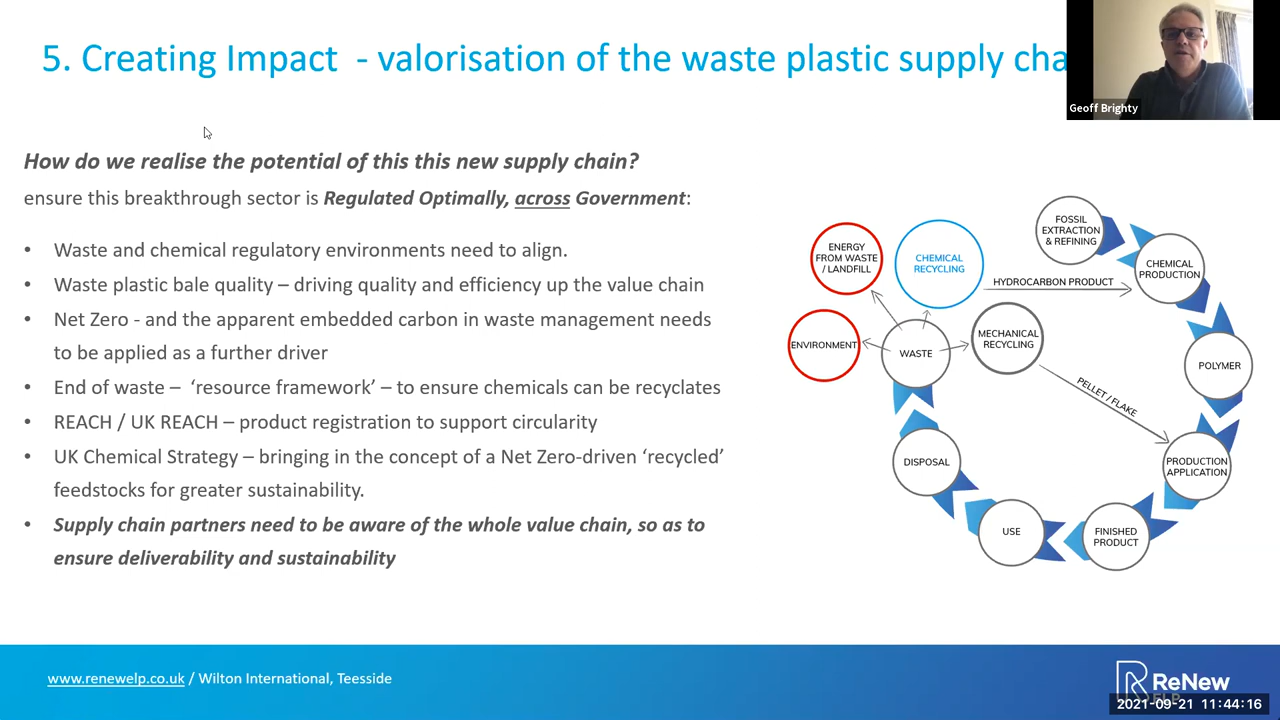 5. Creating Impact  - valorisation of the waste plastic supply cha
Geoff Brighty
How do we realise the potential of this this new supply chain?
ensure this breakthrough sector is Regulated Optimally, across Government:
• Waste and chemical regulatory environments need to align.
• Waste plastic bale quality – driving quality and efficiency up the value chain
• Net Zero - and the apparent embedded carbon in waste management needs
to be applied as a further driver
• End of waste – ‘resource framework’ – to ensure chemicals can be recyclates
• REACH / UK REACH – product registration to support circularity
• UK Chemical Strategy – bringing in the concept of a Net Zero-driven ‘recycled’
feedstocks for greater sustainability.
• Supply chain partners need to be aware of the whole value chain, so as to
ensure deliverability and sustainability
FOSSIL
EXTRACTION
& REFINING
CHEMICAL
PRODUCTION
POLYMER
PRODUCTION
APPLICATION
FINISHED
PRODUCT
USE
DISPOSAL
WASTE
ENVIRONMENT
ENERGY
FROM WASTE
/ LANDFILL
CHEMICAL
RECYCLING
HYDROCARBON PRODUCT
MECHANICAL
RECYCLING
PELLET / FLAKE
www.renewelp.co.uk / Wilton International, Teesside
ReNew
2021-09-21 11:44:16